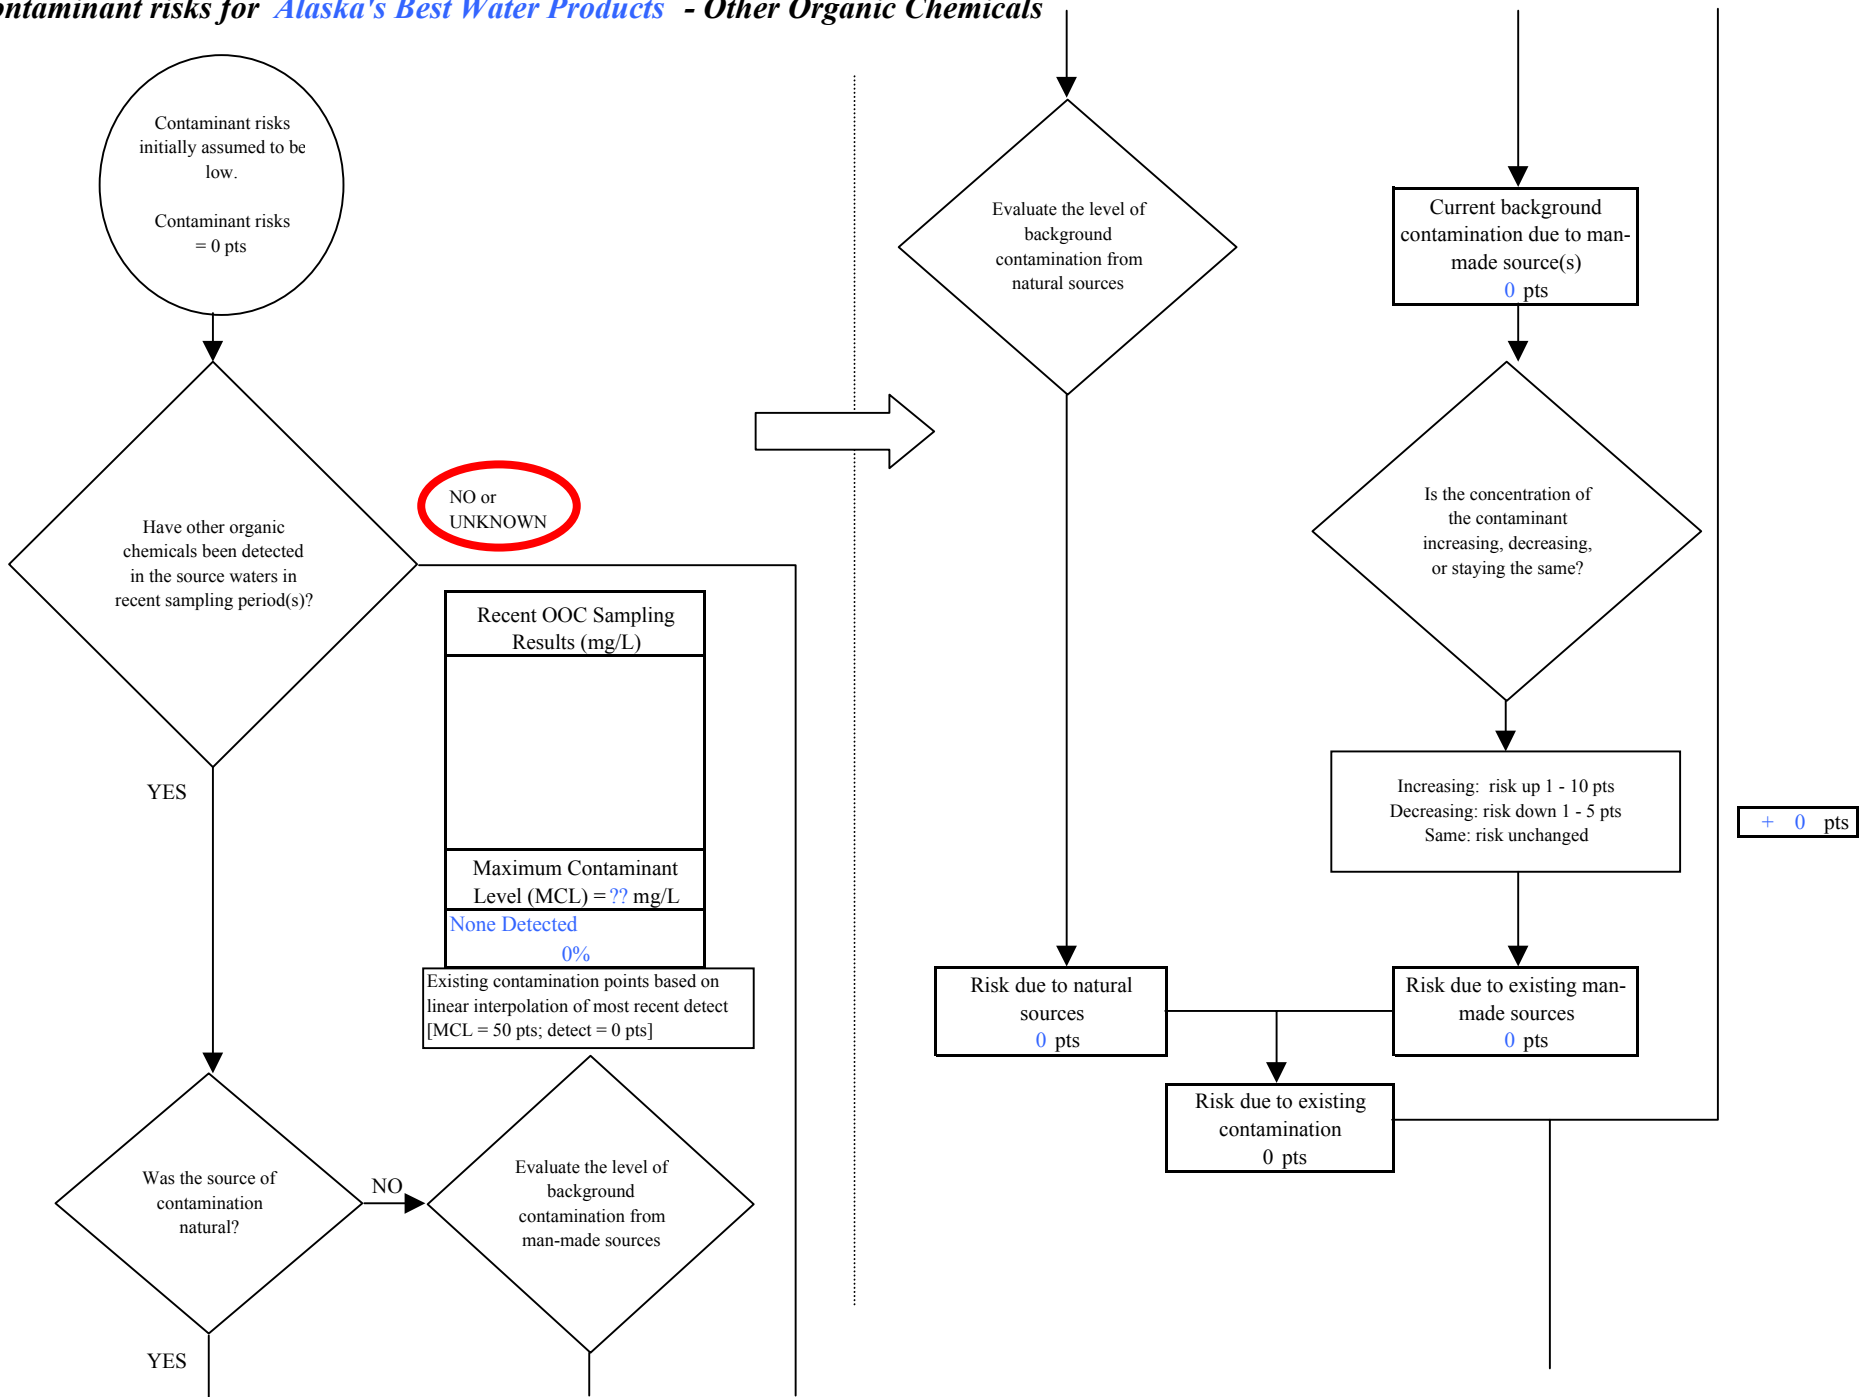 ontaminant risks for Alaska's Best Water Products - Other Organic Chemicals
Contaminant risks
initially assumed to be
low.
Contaminant risks
= 0 pts
Have other organic
chemicals been detected
in the source waters in
recent sampling period(s)?
NO or
UNKNOWN
YES
Recent OOC Sampling
Results (mg/L)
Maximum Contaminant
Level (MCL) = ?? mg/L
None Detected
0%
Existing contamination points based on
linear interpolation of most recent detect
[MCL = 50 pts; detect = 0 pts]
Was the source of
contamination
natural?
NO
YES
Evaluate the level of
background
contamination from
man-made sources
Evaluate the level of
background
contamination from
natural sources
Current background
contamination due to man-
made source(s)
0 pts
Is the concentration of
the contaminant
increasing, decreasing,
or staying the same?
Increasing: risk up 1 - 10 pts
Decreasing: risk down 1 - 5 pts
Same: risk unchanged
+ 0 pts
Risk due to natural
sources
0 pts
Risk due to existing man-
made sources
0 pts
Risk due to existing
contamination
0 pts